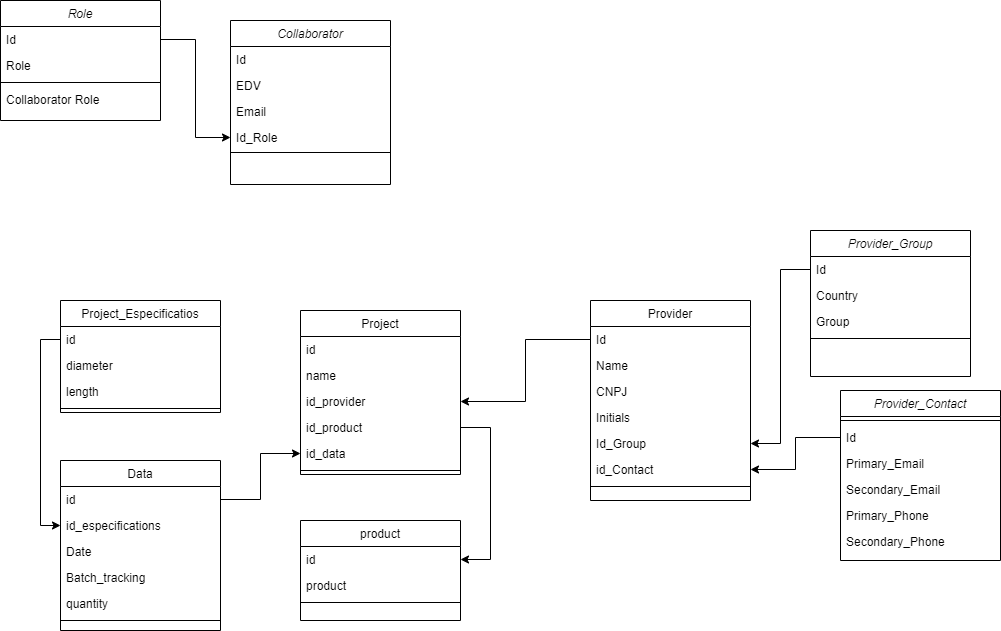 Role
Id
Role
Collaborator Role
Collaborator
Id
EDV
Email
Id_Role
Provider_Group
Id
Country
Group
Project_Especificatios
id
diameter
length
Project
id
name
id_provider
id_product
id_data
Provider
Id
Name
CNPJ
Initials
Id_Group
id_Contact
Provider_Contact
Id
Primary_Email
Secondary_Email
Primary_Phone
Secondary_Phone
Data
id
id_especifications
Date
Batch_tracking
quantity
product
id
product